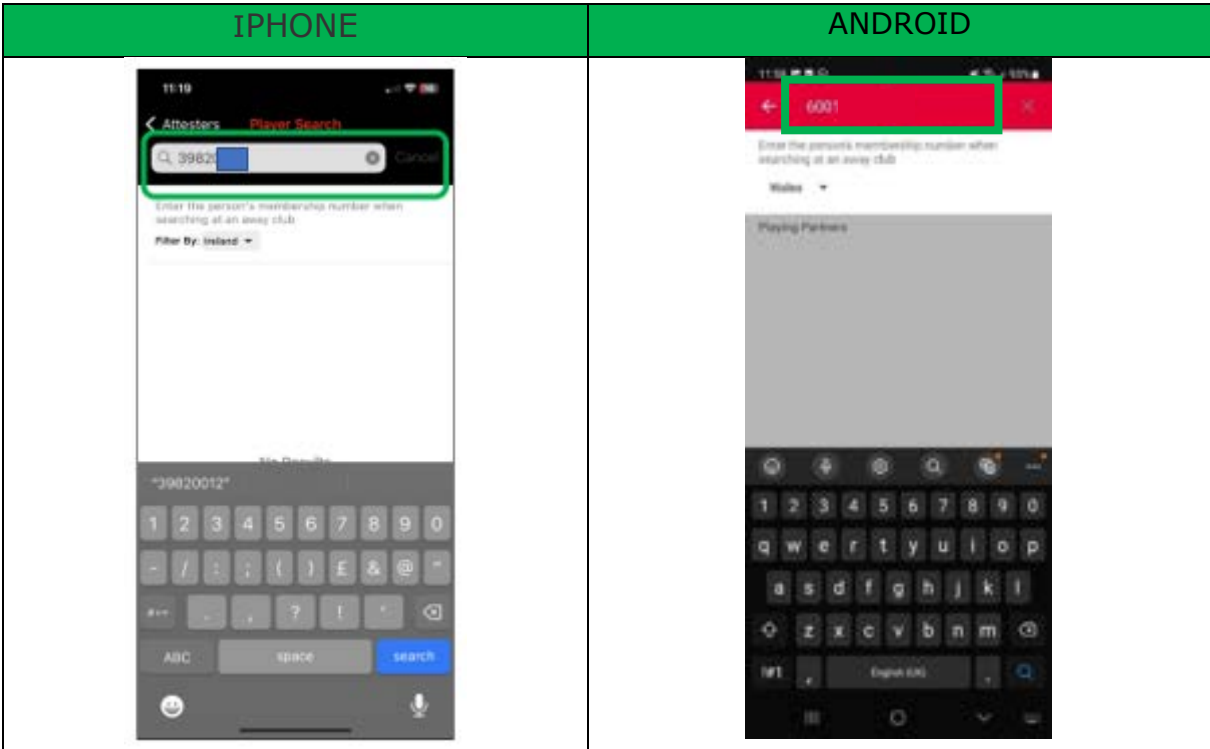 IPHONE
ANDROID
11:19
Attesters Player Search
39820 Cancel
Enter the person's membership number when
searching at an away club
Filter By: Ireland
No Results
"39820012"
1 2 3 4 5 6 7 8 9 0
- / : ; ( ) £ & @ "
#+= . , ? ! '
ABC space search
6001
Enter the person's membership number when
searching at an away club
Wales
Playing Partners
1 2 3 4 5 6 7 8 9 0
q w e r t y u i o p
a s d f g h j k l
z x c v b n m
!#1 , English (UK) .